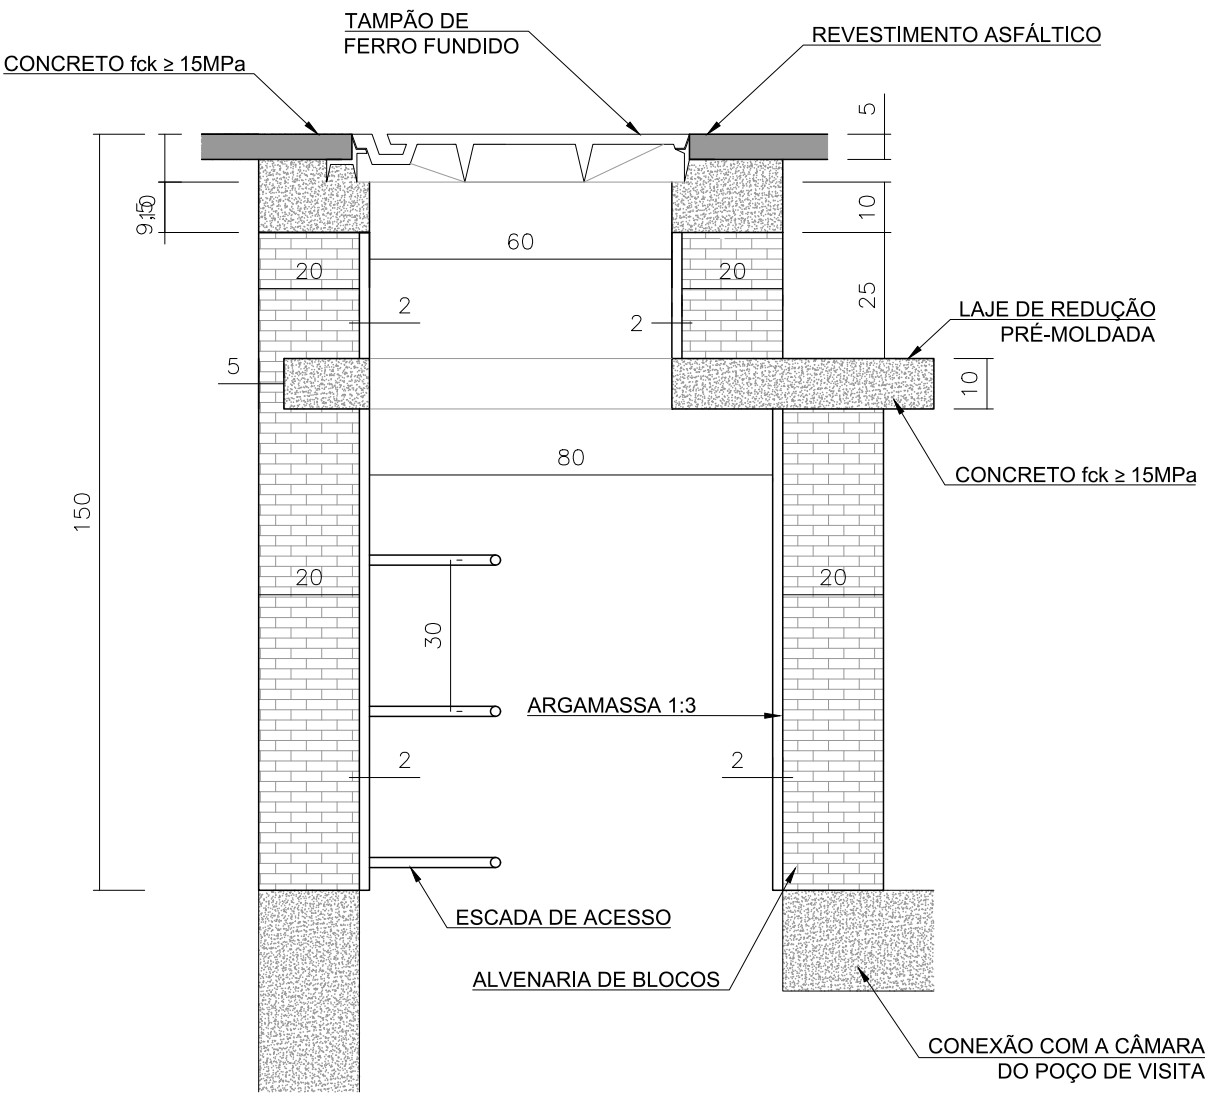 TAMPÃO DE
FERRO FUNDIDO
REVESTIMENTO ASFÁLTICO
CONCRETO fck ≥ 15MPa
5
9,5
10
10
60
20
20
2
2
25
LAJE DE REDUÇÃO
PRÉ-MOLDADA
5
10
80
CONCRETO fck ≥ 15MPa
150
20
20
30
ARGAMASSA 1:3
2
2
ESCADA DE ACESSO
ALVENARIA DE BLOCOS
CONEXÃO COM A CÂMARA
DO POÇO DE VISITA